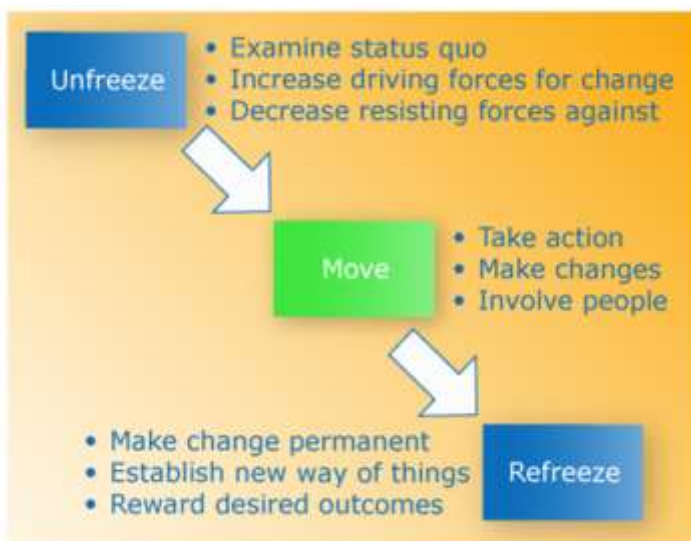 Unfreeze
• Examine status quo
• Increase driving forces for change
• Decrease resisting forces against
Move
• Take action
• Make changes
• Involve people
• Make change permanent
• Establish new way of things
• Reward desired outcomes
Refreeze